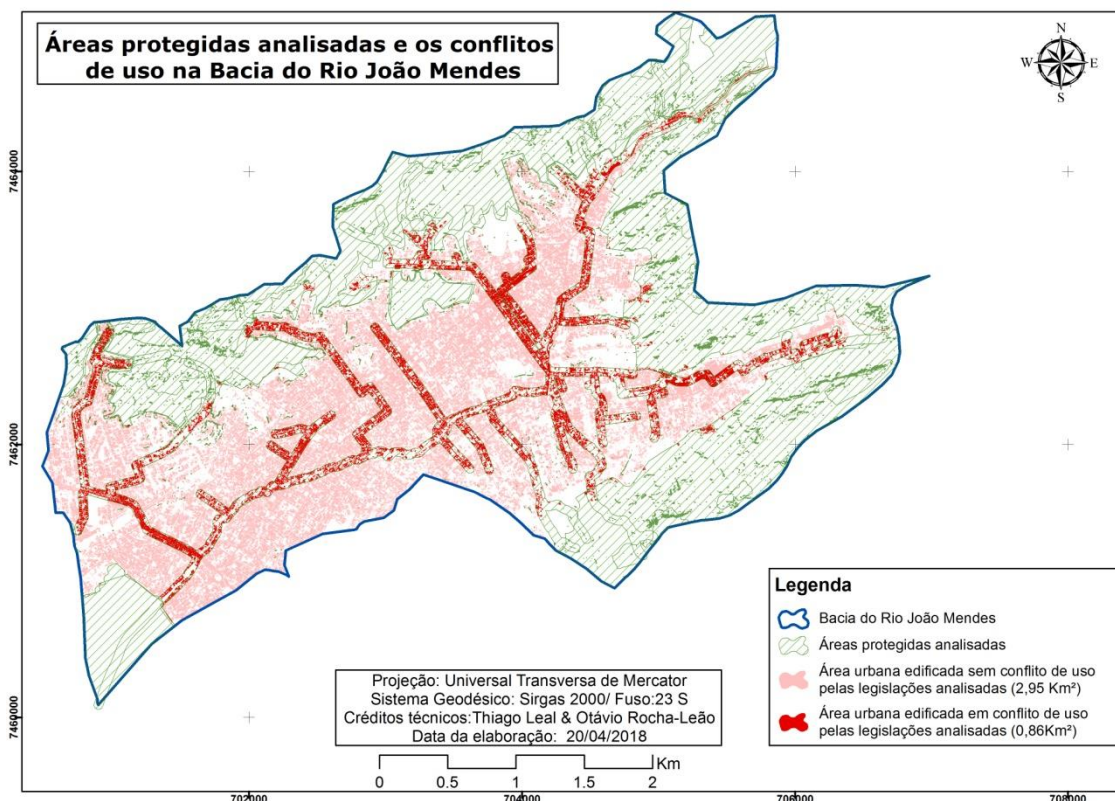 Áreas protegidas analisadas e os conflitos
de uso na Bacia do Rio João Mendes
N
W
E
S
7464000
7462000
7460000
Legenda
Bacia do Rio João Mendes
Áreas protegidas analisadas
Área urbana edificada sem conflito de uso
pelas legislações analisadas (2,95 Km²)
Área urbana edificada em conflito de uso
pelas legislações analisadas (0,86Km²)
Projeção: Universal Transversa de Mercator
Sistema Geodésico: Sirgas 2000/ Fuso:23 S
Créditos técnicos:Thiago Leal & Otávio Rocha-Leão
Data da elaboração: 20/04/2018
Km
0 0.5 1 1.5 2
702000 704000 706000 708000